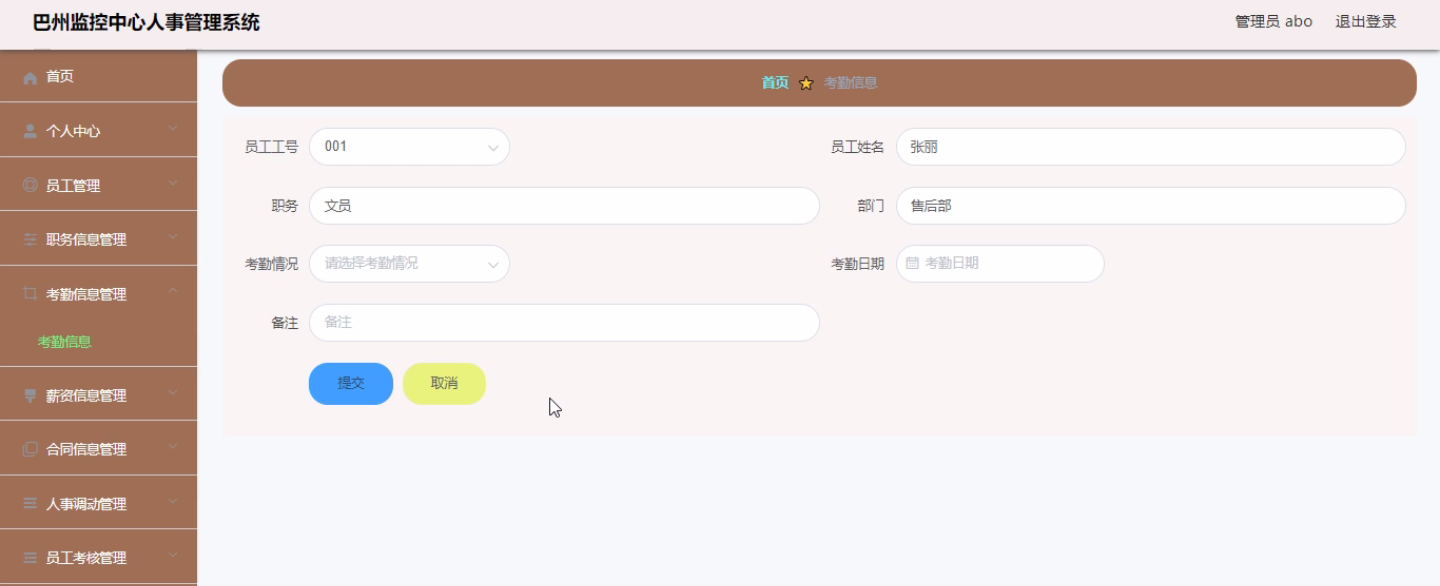 巴州监控中心人事管理系统
管理员 abo 退出登录
首页
个人中心
员工管理
职务信息管理
考勤信息管理
考勤信息
薪资信息管理
合同信息管理
人事调动管理
员工考核管理
首页 考勤信息
员工工号 001 员工姓名 张丽
职务 文员 部门 售后部
考勤情况 请选择考勤情况 考勤日期 考勤日期
备注 备注
提交 取消